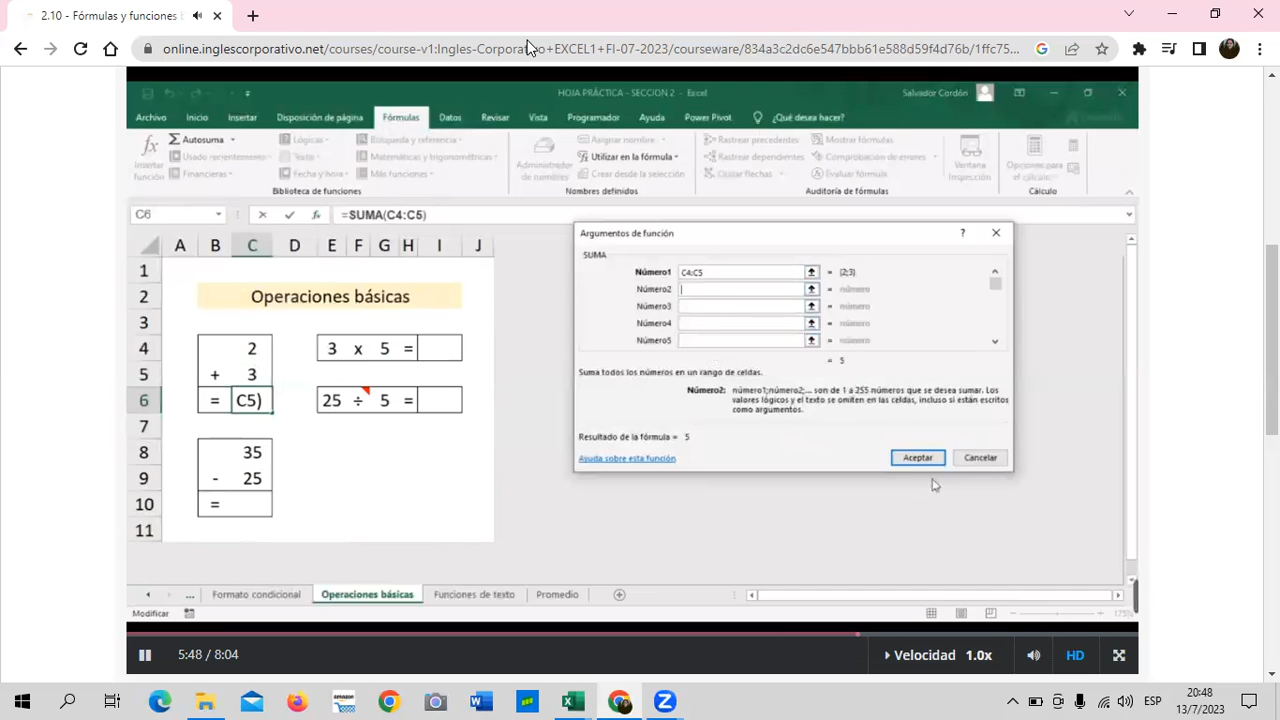 2.10 - Fórmulas y funciones
online.inglescorporativo.net/courses/course-v1:Ingles-Corporativo+EXCEL1+FI-07-2023/courseware/834a3c2dc5e547bbb61e588d59f4d76b/1ffc75...
HOJA PRÁCTICA - SECCION 2 - Excel
Salvador Cordón
Archivo Inicio Insertar Disposición de página Fórmulas Datos Revisar Vista Programador Ayuda Power Pivot ¿Qué desea hacer?
fx Insertar función
Autosuma
Usado recientemente
Financieras
Lógicas
Texto
Fecha y hora
Búsqueda y referencia
Matemáticas y trigonométricas
Más funciones
Biblioteca de funciones
Administrador de nombres
Asignar nombre
Utilizar en la fórmula
Crear desde la selección
Nombres definidos
Rastrear precedentes
Rastrear dependientes
Quitar flechas
Mostrar fórmulas
Comprobación de errores
Evaluar fórmula
Auditoría de fórmulas
Ventana Inspección
Opciones para el cálculo
Cálculo
C6 fx =SUMA(C4:C5)
A B C D E F G H I J
1
2 Operaciones básicas
3
4 2 3 x 5 =
5 + 3
6 = C5) 25 ÷ 5 =
7
8 35
9 - 25
10 =
11
Argumentos de función ?
SUMA
Número1 C4:C5 = {2;3}
Número2 = número
Número3 = número
Número4 = número
Número5 = número
= 5
Suma todos los números en un rango de celdas.
Número2: número1;número2;... son de 1 a 255 números que se desea sumar. Los
valores lógicos y el texto se omiten en las celdas, incluso si están escritos
como argumentos.
Resultado de la fórmula = 5
Ayuda sobre esta función
Aceptar Cancelar
... Formato condicional Operaciones básicas Funciones de texto Promedio
Modificar 175%
5:48 / 8:04 Velocidad 1.0x HD
ESP
20:48
13/7/2023